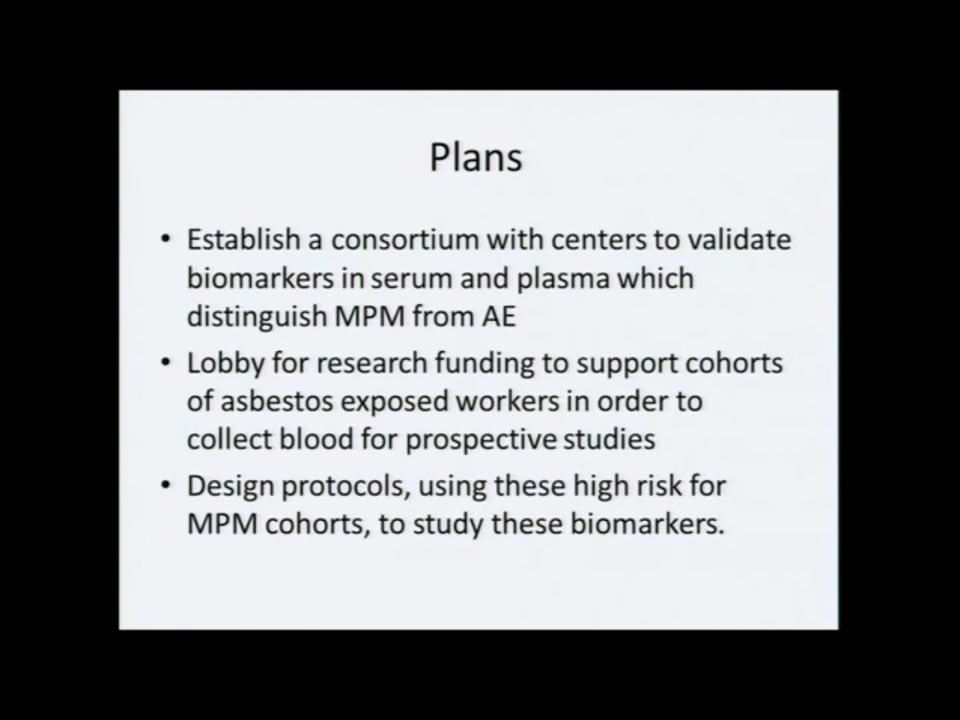 Plans
• Establish a consortium with centers to validate
biomarkers in serum and plasma which
distinguish MPM from AE
• Lobby for research funding to support cohorts
of asbestos exposed workers in order to
collect blood for prospective studies
• Design protocols, using these high risk for
MPM cohorts, to study these biomarkers.